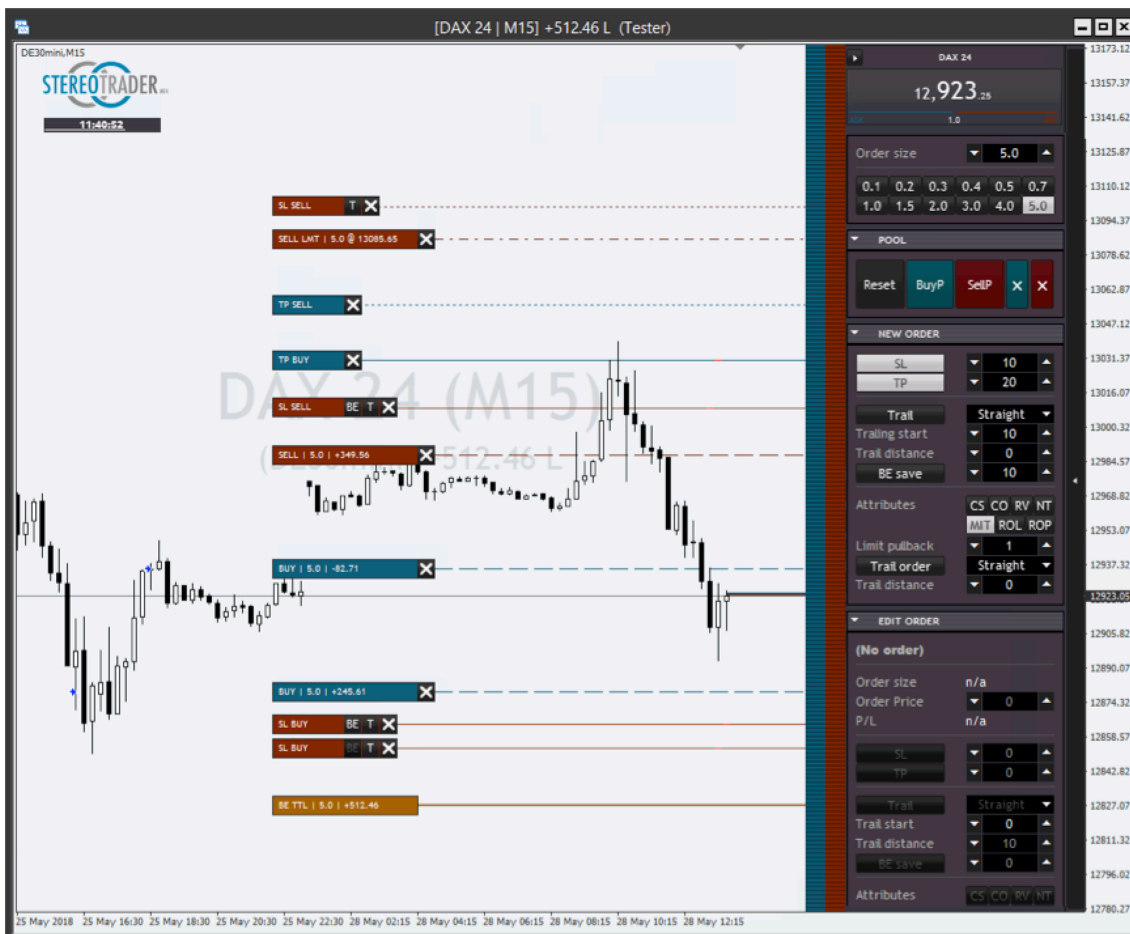 [DAX 24 | M15] +512.46 L (Tester)
DE30mini,M15
STEREOTRADER
11:40:52
DAX 24 (M15)
SL SELL T
SELL LMT | 5.0 @ 13085.65
TP SELL
TP BUY
SL SELL BE T
SELL | 5.0 | +349.56
BUY | 5.0 | -82.71
BUY | 5.0 | +245.61
SL BUY BE T
SL BUY BE T
BE TTL | 5.0 | +512.46
DAX 24
12,923.25
1.0
Order size 5.0
0.1 0.2 0.3 0.4 0.5 0.7
1.0 1.5 2.0 3.0 4.0 5.0
POOL
Reset BuyP SellP X X
NEW ORDER
SL 10
TP 20
Trail Straight
Traling start 10
Trail distance 0
BE save 10
Attributes CS CO RV NT
MIT ROL ROP
Limit pullback 1
Trail order Straight
Trail distance 0
EDIT ORDER
(No order)
Order size n/a
Order Price 0
P/L n/a
SL 0
TP 0
Trail Straight
Trail start 0
Trail distance 10
BE save 0
Attributes CS CO RV NT
13173.12
13157.37
13141.62
13125.87
13110.12
13094.37
13078.62
13062.87
13047.12
13031.37
13016.07
13000.32
12984.57
12968.82
12953.07
12937.32
12923.05
12905.82
12890.07
12874.32
12858.57
12842.82
12827.07
12811.32
12796.02
12780.27
25 May 2018 25 May 16:30 25 May 18:30 25 May 20:30 25 May 22:30 28 May 02:15 28 May 04:15 28 May 06:15 28 May 08:15 28 May 10:15 28 May 12:15